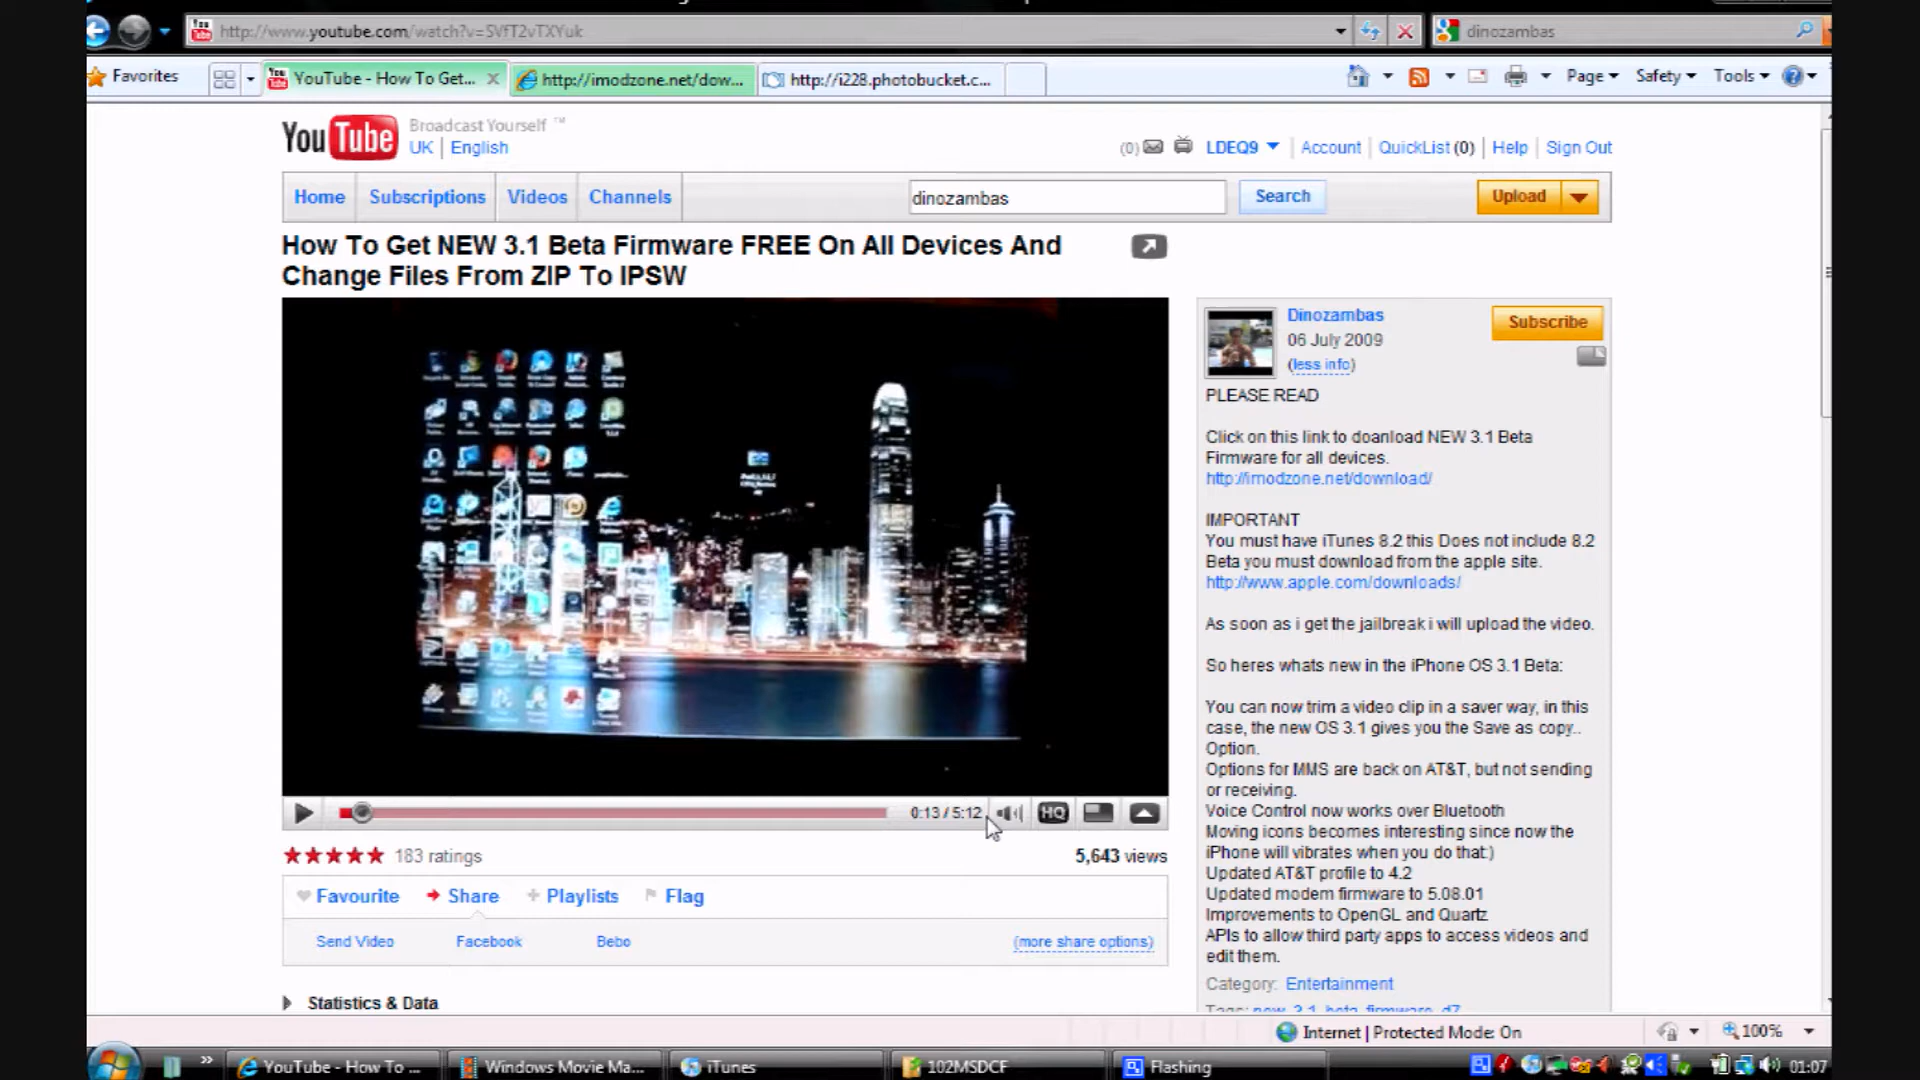 http://www.youtube.com/watch?v=SVfT2vTXYuk
dinozambas
Favorites
YouTube - How To Get...
http://imodzone.net/dow...
http://i228.photobucket.c...
Page
Safety
Tools
YouTube
Broadcast Yourself ™
UK | English
(0)
LDEQ9
Account
QuickList (0)
Help
Sign Out
Home
Subscriptions
Videos
Channels
dinozambas
Search
Upload
How To Get NEW 3.1 Beta Firmware FREE On All Devices And
Change Files From ZIP To IPSW
0:13 / 5:12
HQ
183 ratings
5,643 views
Favourite
Share
Playlists
Flag
Send Video
Facebook
Bebo
(more share options)
Statistics & Data
Dinozambas
Subscribe
06 July 2009
(less info)
PLEASE READ
Click on this link to doanload NEW 3.1 Beta
Firmware for all devices.
http://imodzone.net/download/
IMPORTANT
You must have iTunes 8.2 this Does not include 8.2
Beta you must download from the apple site.
http://www.apple.com/downloads/
As soon as i get the jailbreak i will upload the video.
So heres whats new in the iPhone OS 3.1 Beta:
You can now trim a video clip in a saver way, in this
case, the new OS 3.1 gives you the Save as copy..
Option.
Options for MMS are back on AT&T, but not sending
or receiving.
Voice Control now works over Bluetooth
Moving icons becomes interesting since now the
iPhone will vibrates when you do that:)
Updated AT&T profile to 4.2
Updated modem firmware to 5.08.01
Improvements to OpenGL and Quartz
APIs to allow third party apps to access videos and
edit them.
Category: Entertainment
Tags: new 3.1 beta firmware
Internet | Protected Mode: On
100%
YouTube - How To ...
Windows Movie Ma...
iTunes
102MSDCF
Flashing
01:07